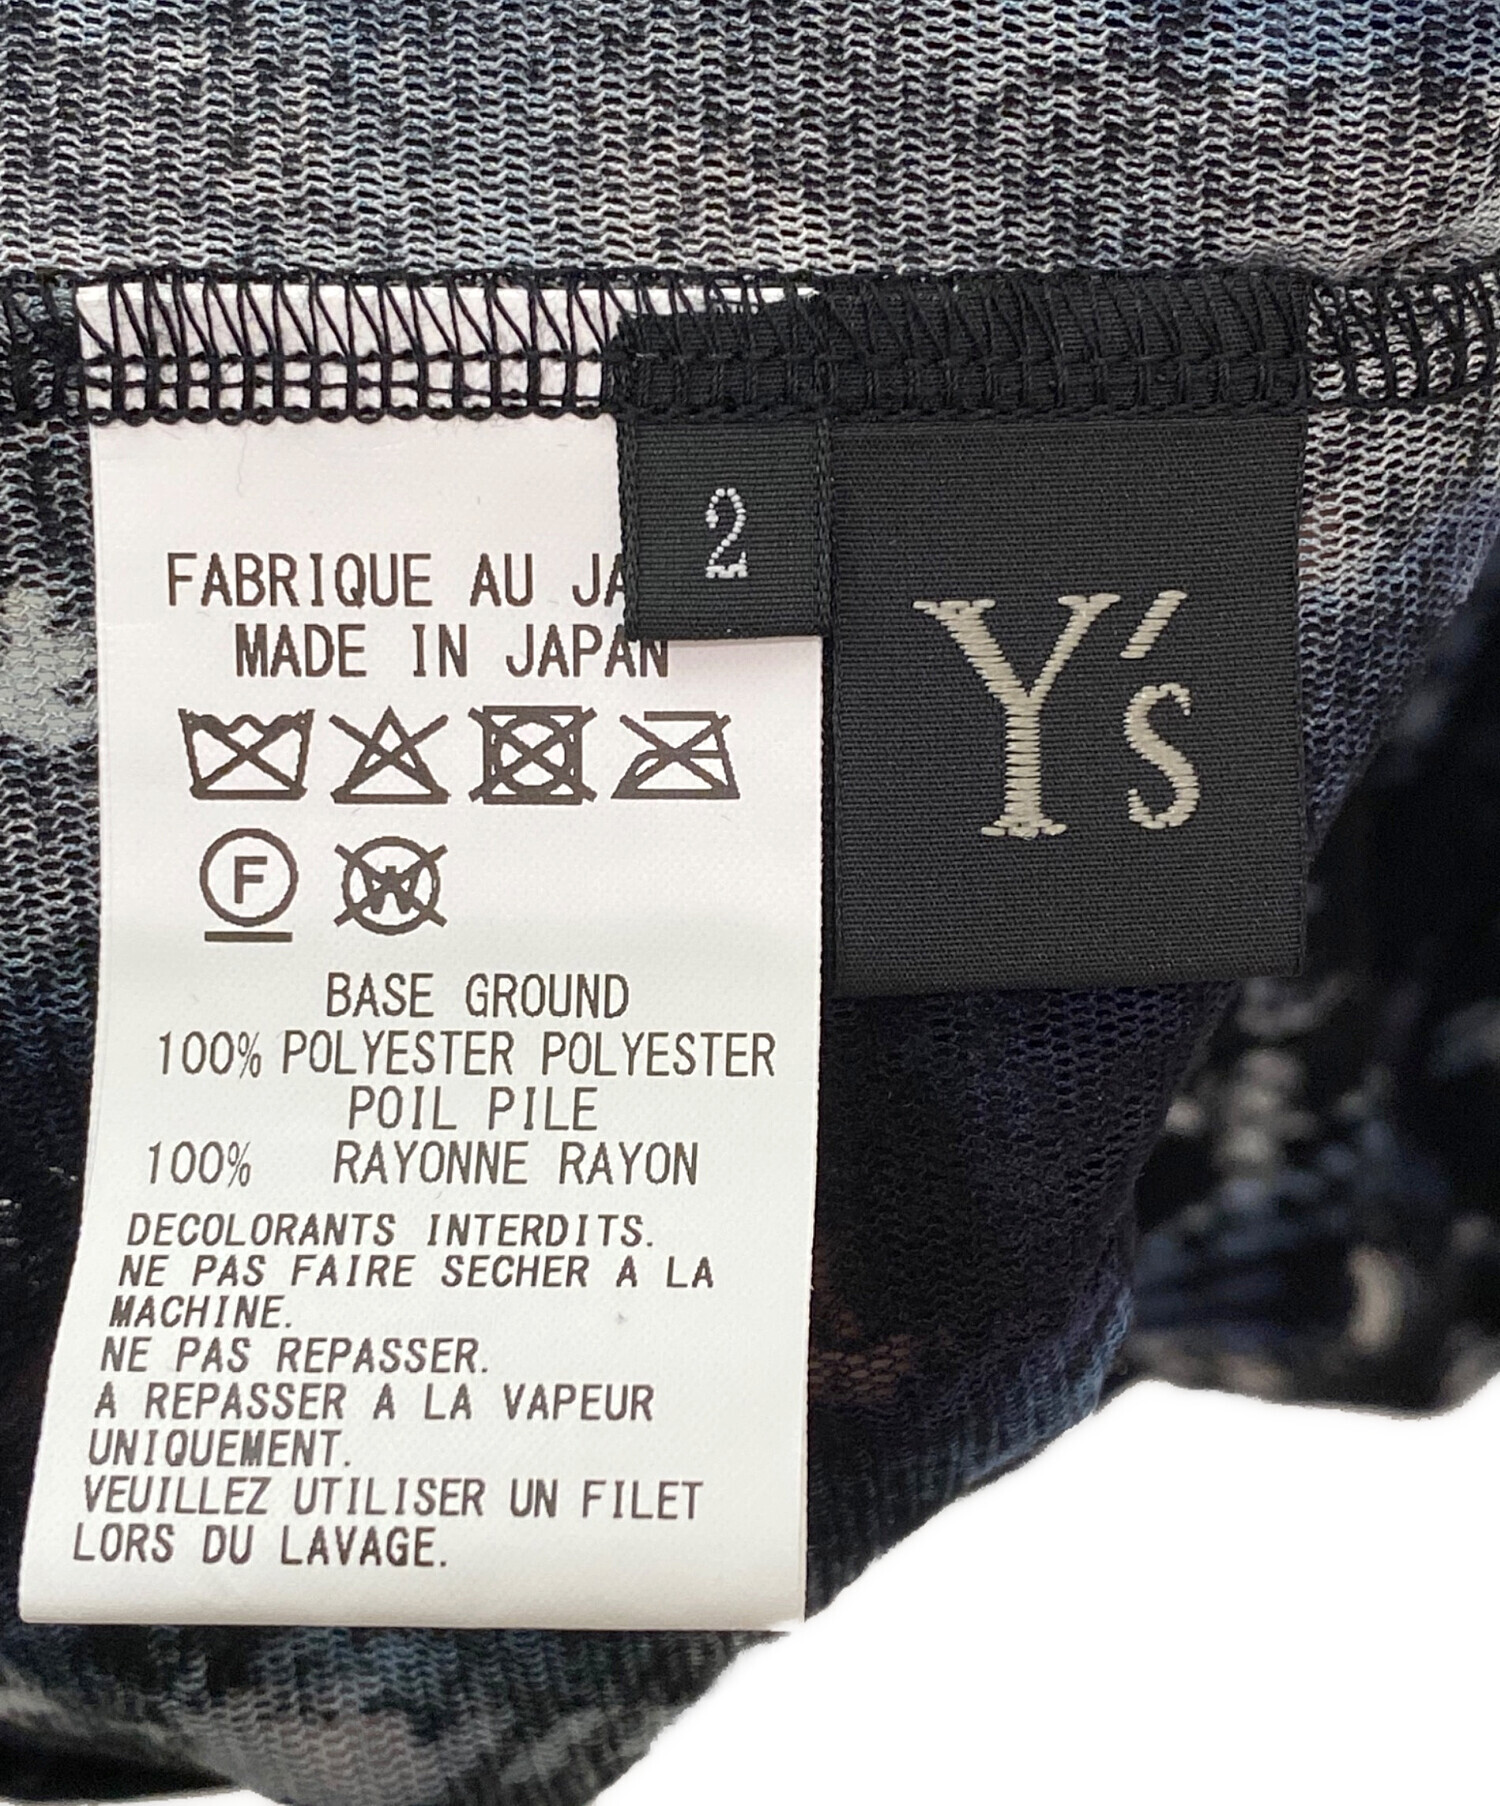 FABRIQUE AU JA
MADE IN JAPAN
2
Y's
F
W
BASE GROUND
100% POLYESTER POLYESTER
POIL PILE
100% RAYONNE RAYON
DECOLORANTS INTERDITS.
NE PAS FAIRE SECHER A LA
MACHINE.
NE PAS REPASSER.
A REPASSER A LA VAPEUR
UNIQUEMENT.
VEUILLEZ UTILISER UN FILET
LORS DU LAVAGE.